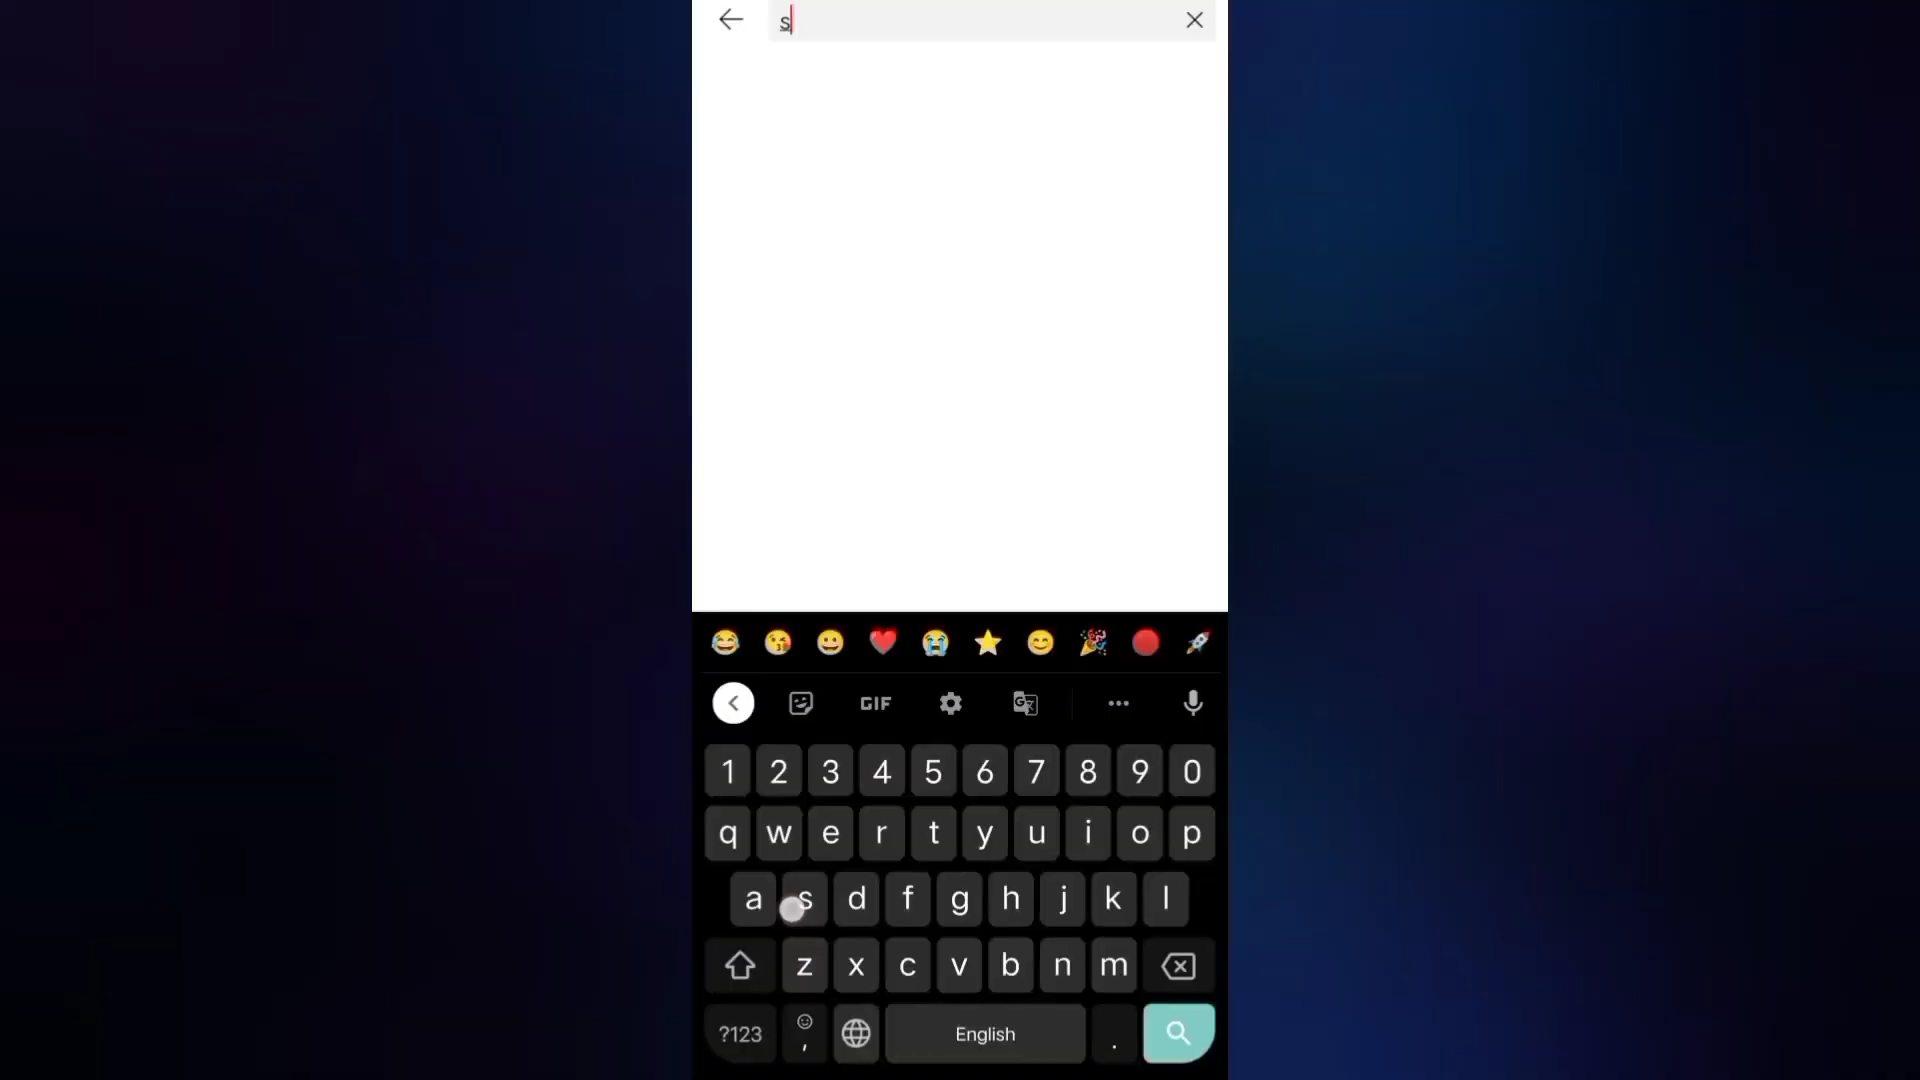 s
GIF
1 2 3 4 5 6 7 8 9 0
q w e r t y u i o p
a s d f g h j k l
z x c v b n m
?123 , English .